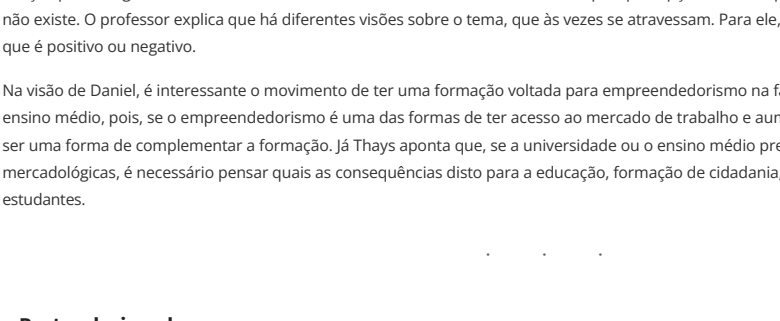 não existe. O professor explica que há diferentes visões sobre o tema, que às vezes se atravessam. Para ele,
que é positivo ou negativo.
Na visão de Daniel, é interessante o movimento de ter uma formação voltada para empreendedorismo na
ensino médio, pois, se o empreendedorismo é uma das formas de ter acesso ao mercado de trabalho e
ser uma forma de complementar a formação. Já Thays aponta que, se a universidade ou o ensino médio
mercadológicas, é necessário pensar quais as consequências disto para a educação, formação de cidadania,
estudantes.
. . .